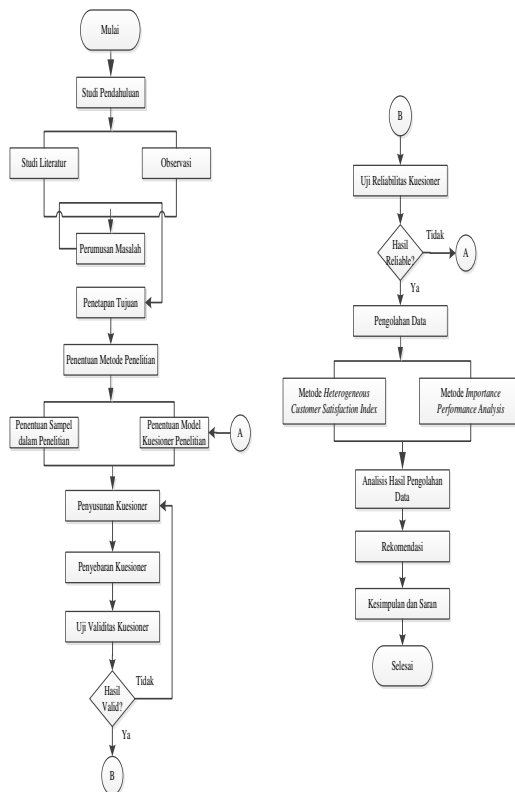 Mulai
Studi Pendahuluan
Studi Literatur
Observasi
Perumusan Masalah
Penetapan Tujuan
Penentuan Metode Penelitian
Penentuan Sampel
dalam Penelitian
Penentuan Model
Kuesioner Penelitian
A
Penyusunan Kuesioner
Penyebaran Kuesioner
Uji Validitas Kuesioner
Hasil
Valid?
Tidak
Ya
B
B
Uji Reliabilitas Kuesioner
Hasil
Reliable?
Tidak
A
Ya
Pengolahan Data
Metode Heterogeneous
Customer Satisfaction Index
Metode Importance
Performance Analysis
Analisis Hasil Pengolahan
Data
Rekomendasi
Kesimpulan dan Saran
Selesai